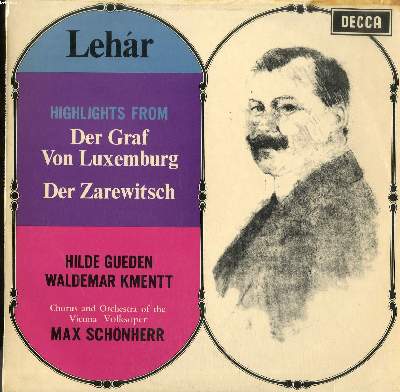 Lehár
DECCA
HIGHLIGHTS FROM
Der Graf
Von Luxemburg
Der Zarewitsch
HILDE GUEDEN
WALDEMAR KMENTT
Chorus and Orchestra of the
Vienna Volksoper
MAX SCHONHERR